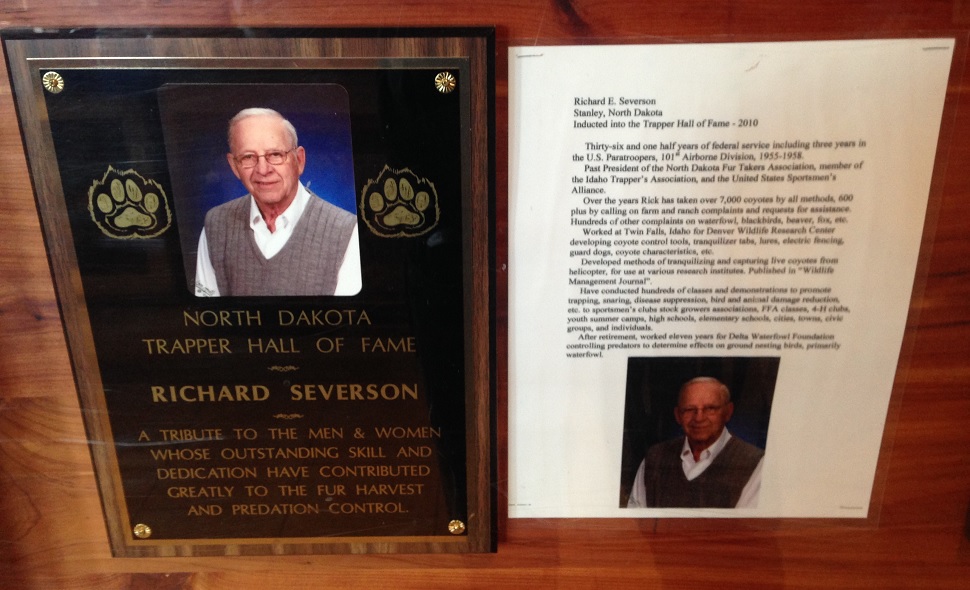 NORTH DAKOTA
TRAPPER HALL OF FAME
RICHARD SEVERSON
A TRIBUTE TO THE MEN & WOMEN
WHOSE OUTSTANDING SKILL AND
DEDICATION HAVE CONTRIBUTED
GREATLY TO THE FUR HARVEST
AND PREDATION CONTROL.
Richard E. Severson
Stanley, North Dakota
Inducted into the Trapper Hall of Fame - 2010
Thirty-six and one half years of federal service including three years in
the U.S. Paratroopers, 101st Airborne Division, 1955-1958.
Past President of the North Dakota Fur Takers Association, member of
the Idaho Trapper's Association, and the United States Sportsmen's
Alliance.
Over the years Rick has taken over 7,000 coyotes by all methods, 600
plus by calling on farm and ranch complaints and requests for assistance.
Hundreds of other complaints on waterfowl, blackbirds, beaver, fox, etc.
Worked at Twin Falls, Idaho for Denver Wildlife Research Center
developing coyote control tools, tranquilizer tabs, lures, electric fencing,
guard dogs, coyote characteristics, etc.
Developed methods of tranquilizing and capturing live coyotes from
helicopter, for use at various research institutes. Published in "Wildlife
Management Journal".
Have conducted hundreds of classes and demonstrations to promote
trapping, snaring, disease suppression, bird and animal damage reduction,
etc. to sportsmen's clubs stock growers associations, FFA classes, 4-H clubs,
youth summer camps, high schools, elementary schools, cities, towns, civic
groups, and individuals.
After retirement, worked eleven years for Delta Waterfowl Foundation
controlling predators to determine effects on ground nesting birds, primarily
waterfowl.